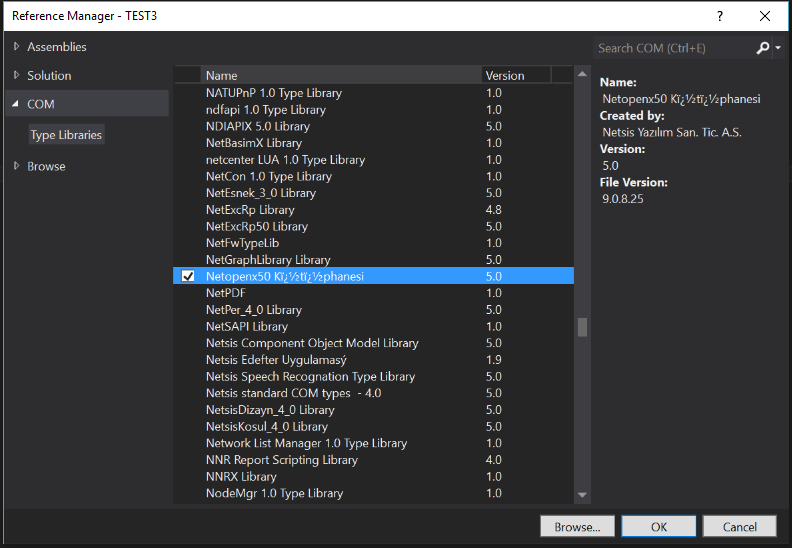 Reference Manager - TEST3
?
Assemblies
Solution
COM
Type Libraries
Browse
Name Version
NATUPnP 1.0 Type Library 1.0
ndfapi 1.0 Type Library 1.0
NDIAPIX 5.0 Library 5.0
NetBasimX Library 1.0
netcenter LUA 1.0 Type Library 1.0
NetCon 1.0 Type Library 1.0
NetEsnek_3_0 Library 5.0
NetExcRp Library 4.8
NetExcRp50 Library 5.0
NetFwTypeLib 1.0
NetGraphLibrary Library 5.0
Netopenx50 Kï¿½tï¿½phanesi 5.0
NetPDF 1.0
NetPer_4_0 Library 5.0
NetSAPI Library 1.0
Netsis Component Object Model Library 5.0
Netsis Edefter Uygulamasý 1.9
Netsis Speech Recognation Type Library 5.0
Netsis standard COM types - 4.0 5.0
NetsisDizayn_4_0 Library 5.0
NetsisKosul_4_0 Library 5.0
Network List Manager 1.0 Type Library 1.0
NNR Report Scripting Library 4.0
NNRX Library 1.0
NodeMgr 1.0 Type Library 1.0
Search COM (Ctrl+E)
Name:
Netopenx50 Kï¿½tï¿½phanesi
Created by:
Netsis Yazılım San. Tic. A.S.
Version:
5.0
File Version:
9.0.8.25
Browse... OK Cancel